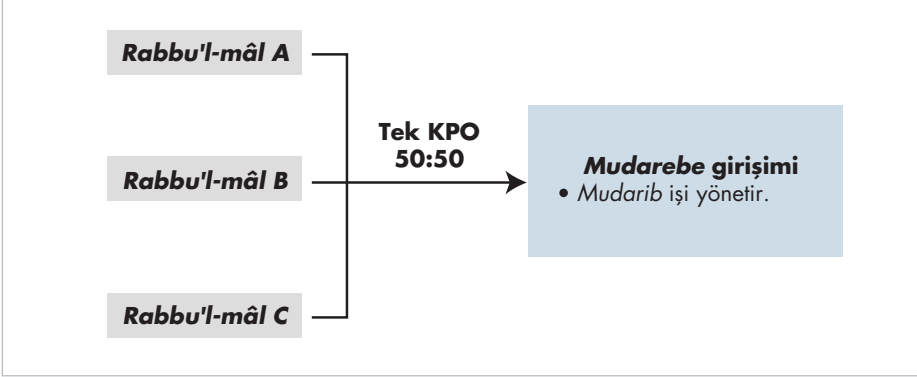 Rabbu'l-mâl A
Rabbu'l-mâl B
Rabbu'l-mâl C
Tek KPO
50:50
Mudarebe girişimi
• Mudarib işi yönetir.